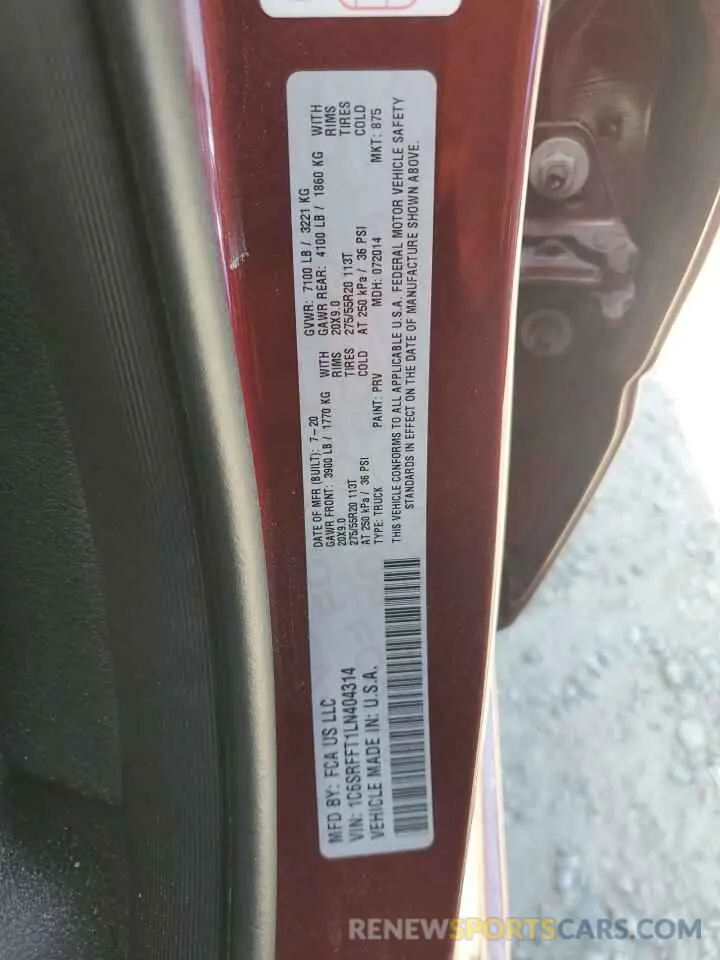 MFD BY: FCA US LLC
VIN: 1C6SRFFT1LN404314
VEHICLE MADE IN: U.S.A.
DATE OF MFR (BUILT): 7-20
GAWR FRONT: 3900 LB / 1770 KG WITH
20X9.0 RIMS
275/55R20 113T TIRES
AT 250 kPa / 36 PSI COLD
TYPE: TRUCK PAINT: PRV
GVWR: 7100 LB / 3221 KG
GAWR REAR: 4100 LB / 1860 KG WITH
20X9.0 RIMS
275/55R20 113T TIRES
AT 250 kPa / 36 PSI COLD
MDH: 072014 MKT: 875
THIS VEHICLE CONFORMS TO ALL APPLICABLE U.S.A. FEDERAL MOTOR VEHICLE SAFETY
STANDARDS IN EFFECT ON THE DATE OF MANUFACTURE SHOWN ABOVE.
RENEWSPORTSCARS.COM